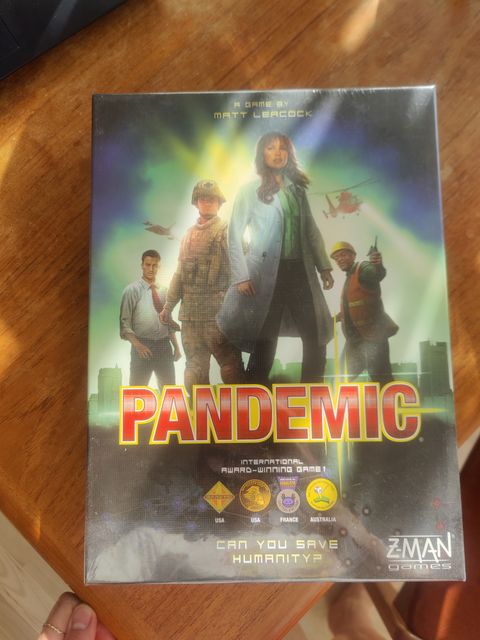 A GAME BY
MATT LEACOCK
PANDEMIC®
INTERNATIONAL
AWARD-WINNING GAME!
USA USA FRANCE AUSTRALIA
CAN YOU SAVE
HUMANITY?
Z-MAN
games